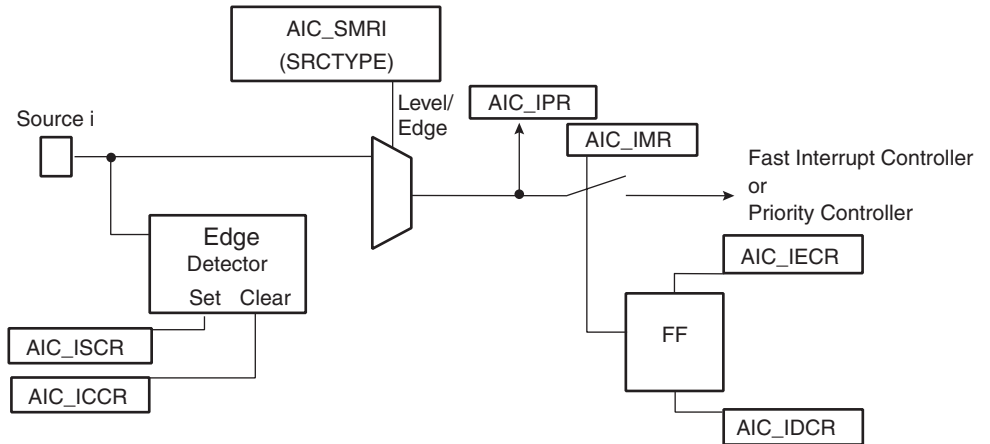 AIC_SMRI
(SRCTYPE)
Level/
Edge
AIC_IPR
AIC_IMR
Source i
Fast Interrupt Controller
or
Priority Controller
Edge
Detector
Set Clear
AIC_IECR
FF
AIC_ISCR
AIC_ICCR
AIC_IDCR